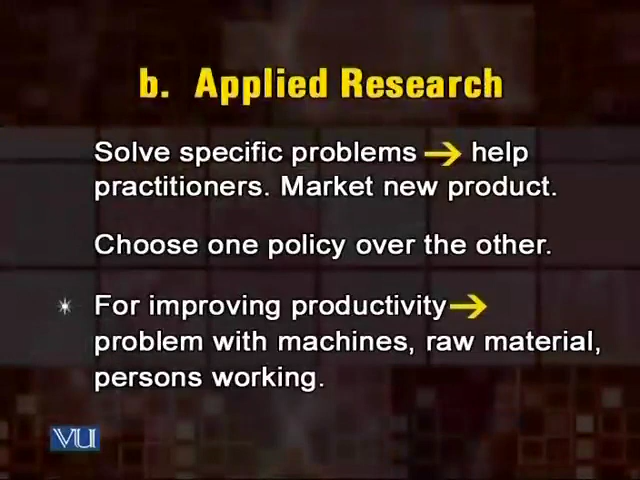 b. Applied Research
Solve specific problems → help
practitioners. Market new product.
Choose one policy over the other.
✴ For improving productivity→
problem with machines, raw material,
persons working.
VU